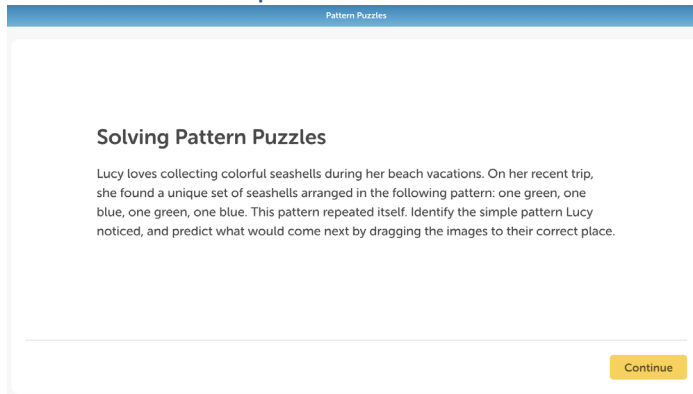 Pattern Puzzles
Solving Pattern Puzzles
Lucy loves collecting colorful seashells during her beach vacations. On her recent trip,
she found a unique set of seashells arranged in the following pattern: one green, one
blue, one green, one blue. This pattern repeated itself. Identify the simple pattern Lucy
noticed, and predict what would come next by dragging the images to their correct place.
Continue